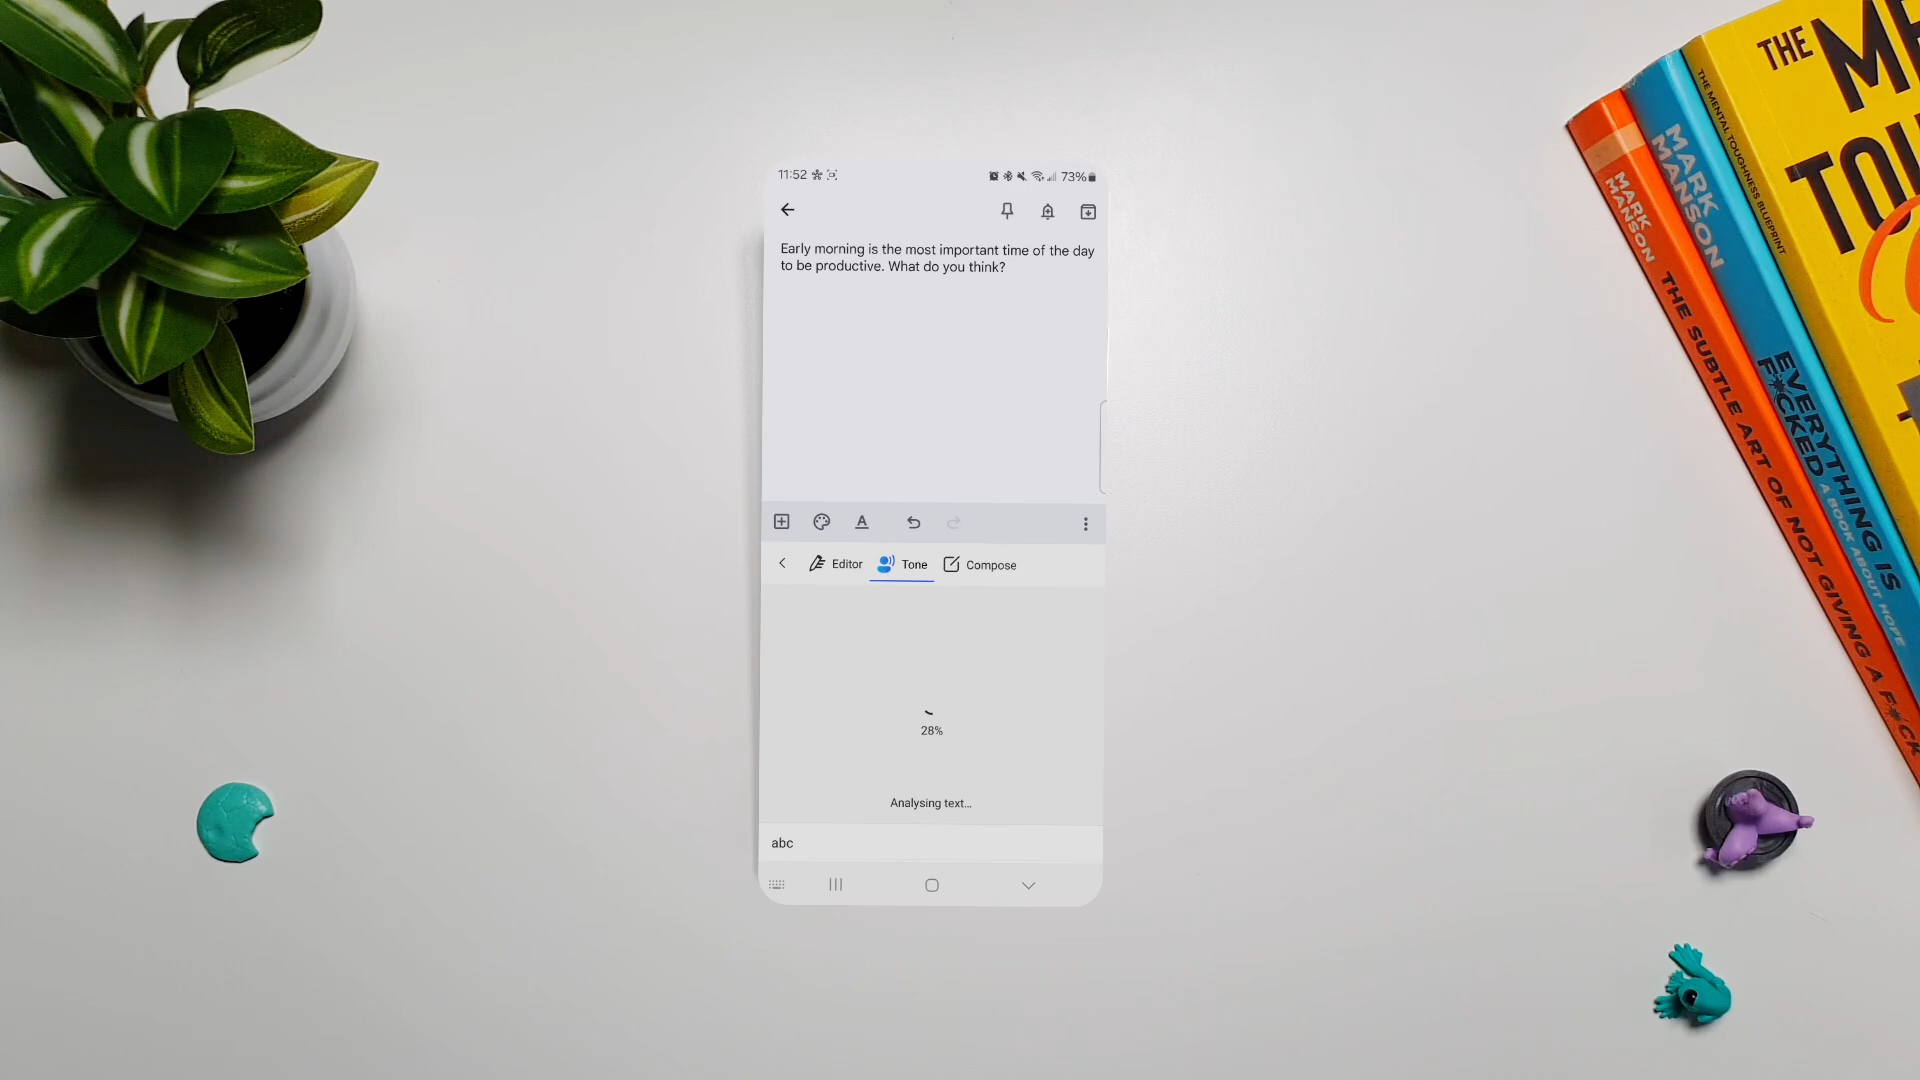 11:52
73%
Early morning is the most important time of the day
to be productive. What do you think?
A
Editor
Tone
Compose
28%
Analysing text...
abc
MARK
MANSON
THE SUBTLE ART OF NOT GIVING A F*CK
MARK
MANSON
EVERYTHING IS
F*CKED
A BOOK ABOUT HOPE
THE MENTAL TOUGHNESS BLUEPRINT
THE